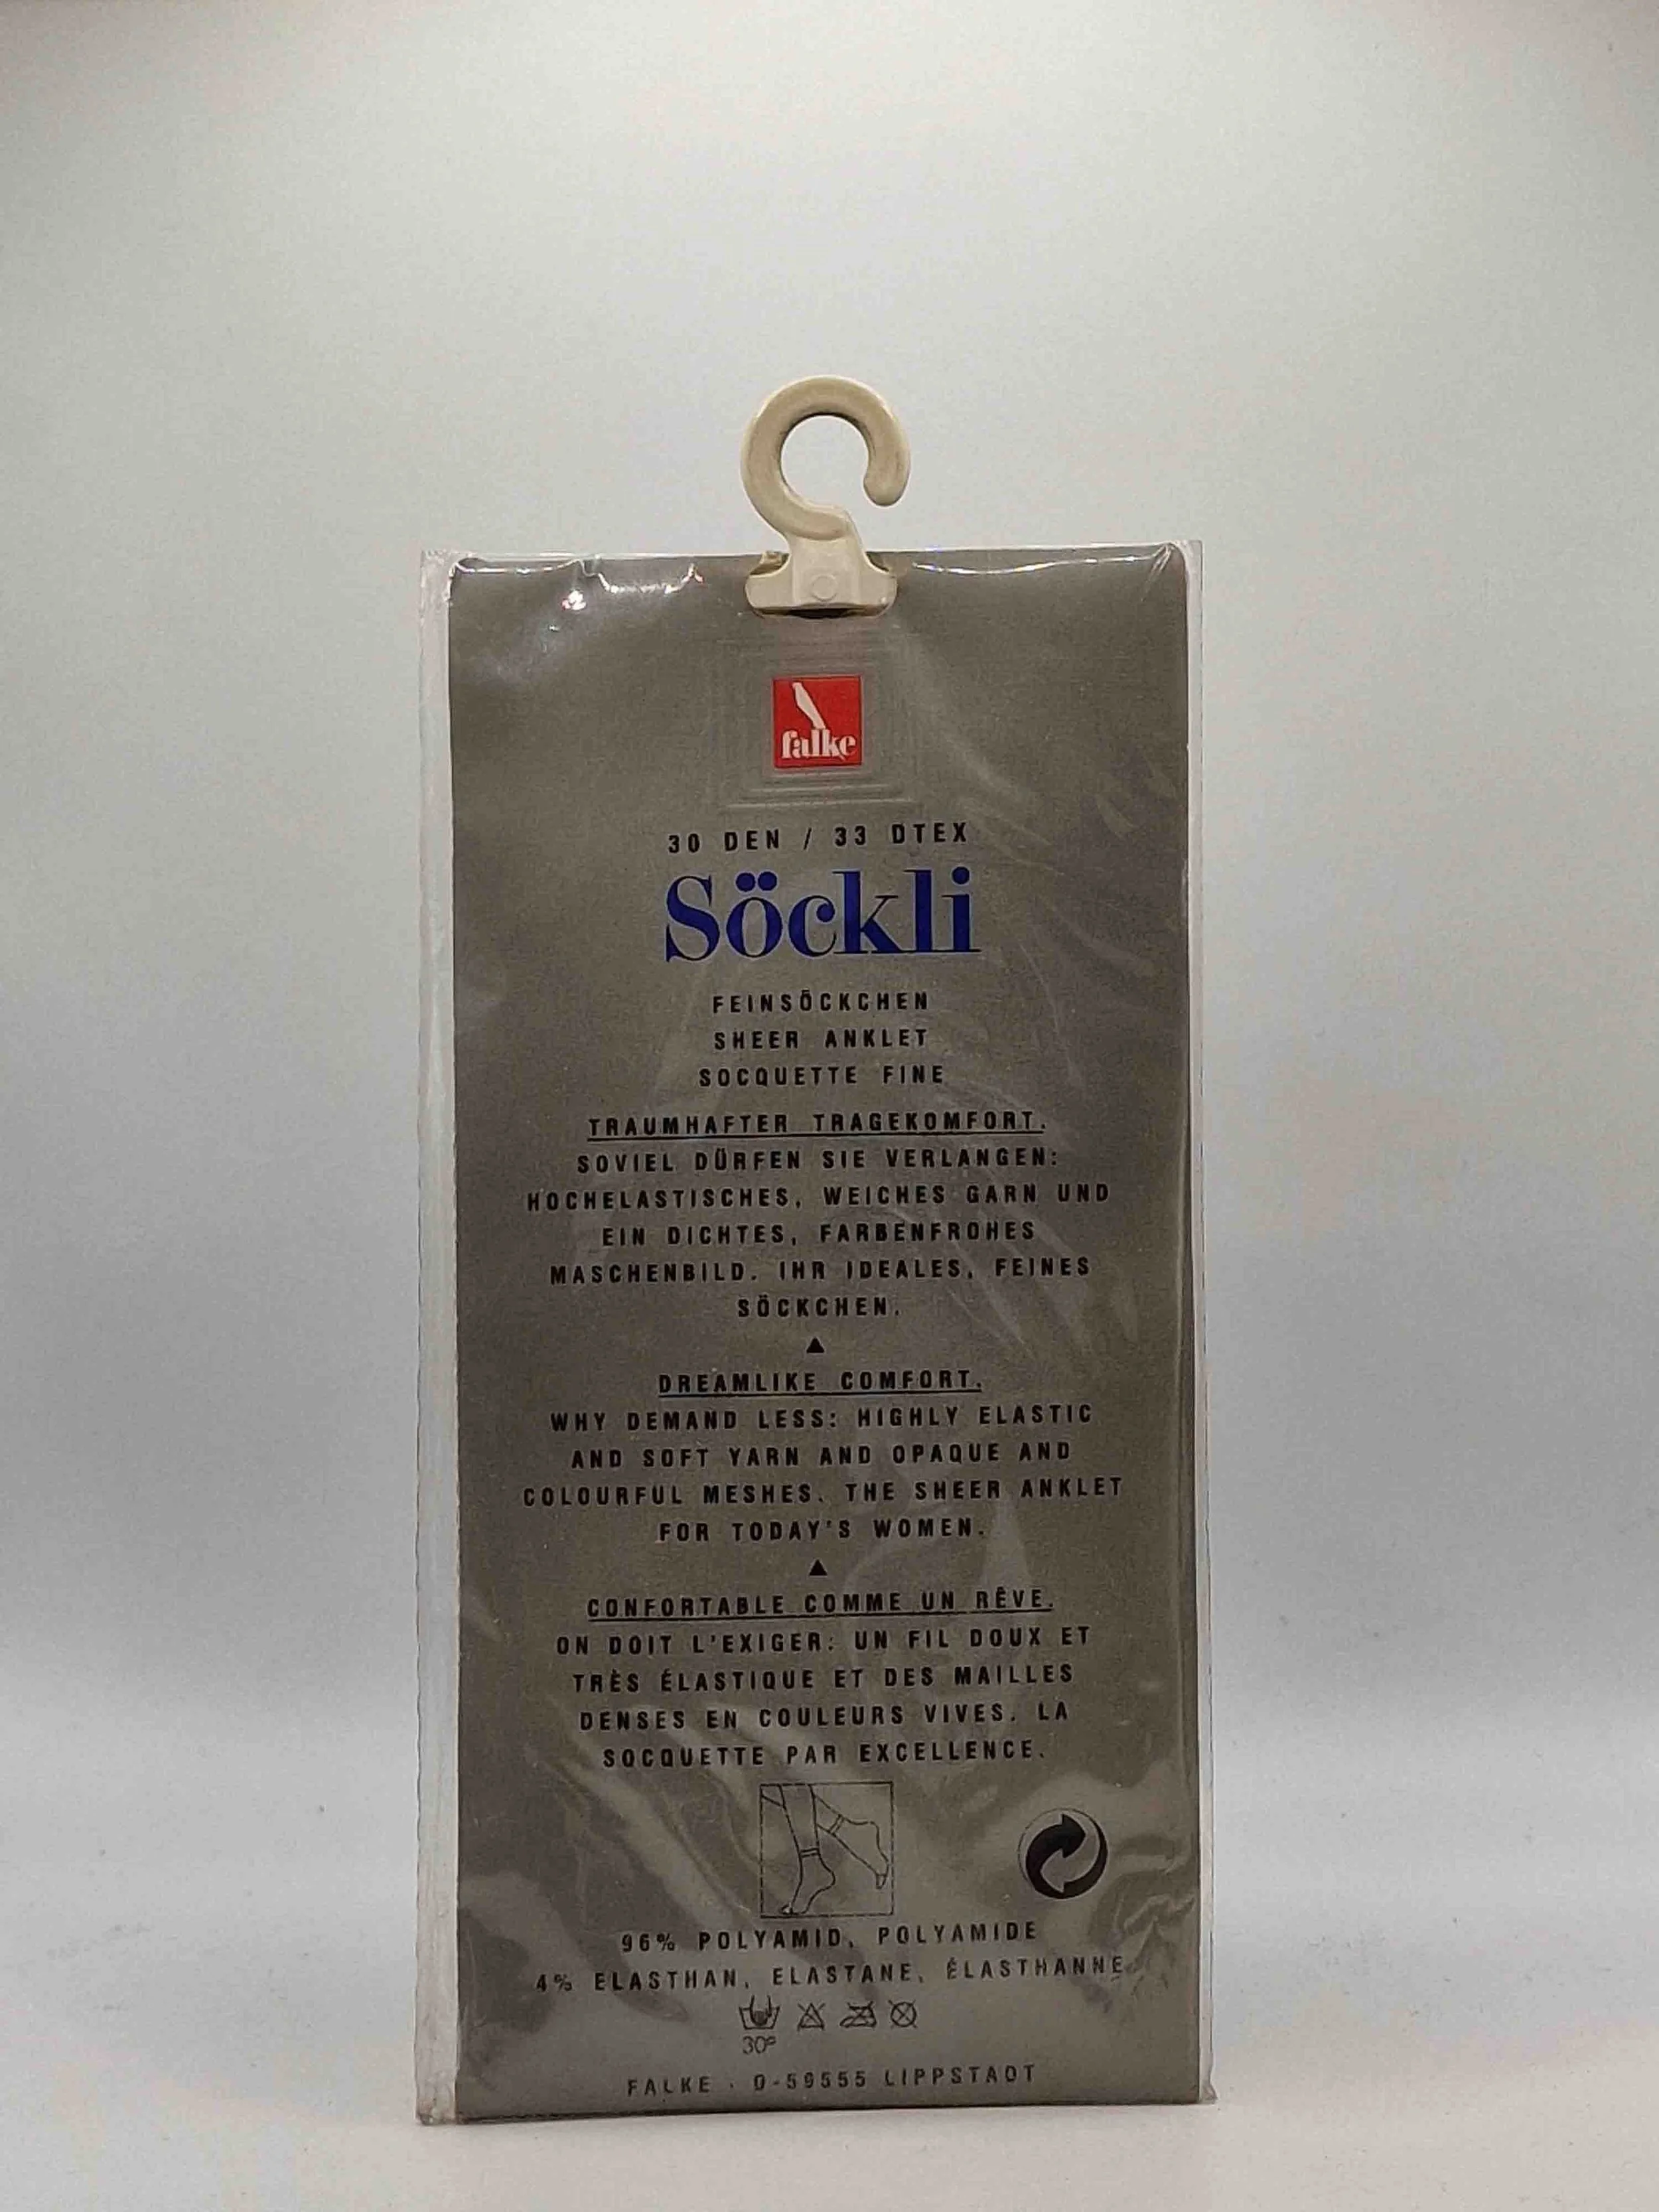 falke
30 DEN / 33 DTEX
Söckli
FEINSÖCKCHEN
SHEER ANKLET
SOCQUETTE FINE
TRAUMHAFTER TRAGEKOMFORT.
SOVIEL DÜRFEN SIE VERLANGEN:
HOCHELASTISCHES, WEICHES GARN UND
EIN DICHTES, FARBENFROHES
MASCHENBILD. IHR IDEALES, FEINES
SÖCKCHEN.
DREAMLIKE COMFORT.
WHY DEMAND LESS: HIGHLY ELASTIC
AND SOFT YARN AND OPAQUE AND
COLOURFUL MESHES. THE SHEER ANKLET
FOR TODAY'S WOMEN.
CONFORTABLE COMME UN RÊVE.
ON DOIT L'EXIGER: UN FIL DOUX ET
TRÈS ÉLASTIQUE ET DES MAILLES
DENSES EN COULEURS VIVES. LA
SOCQUETTE PAR EXCELLENCE.
96% POLYAMID, POLYAMIDE
4% ELASTHAN, ELASTANE, ÉLASTHANNE
30°
FALKE · D-59555 LIPPSTADT